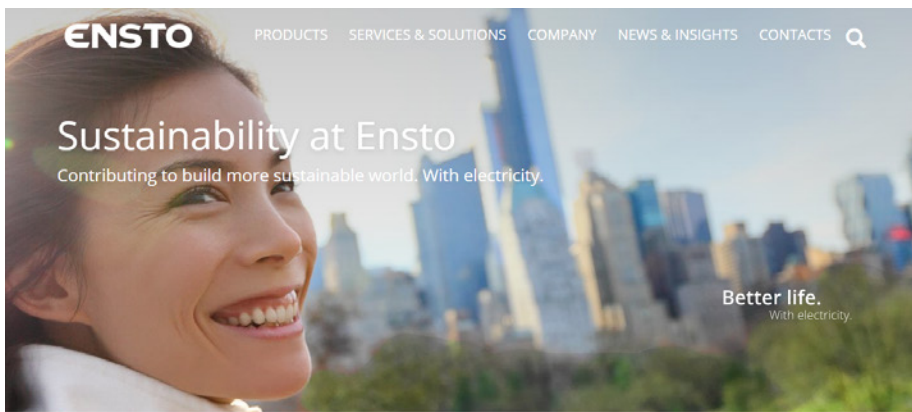 ENSTO
PRODUCTS SERVICES & SOLUTIONS COMPANY NEWS & INSIGHTS CONTACTS
Sustainability at Ensto
Contributing to build more sustainable world. With electricity.
Better life.
With electricity.